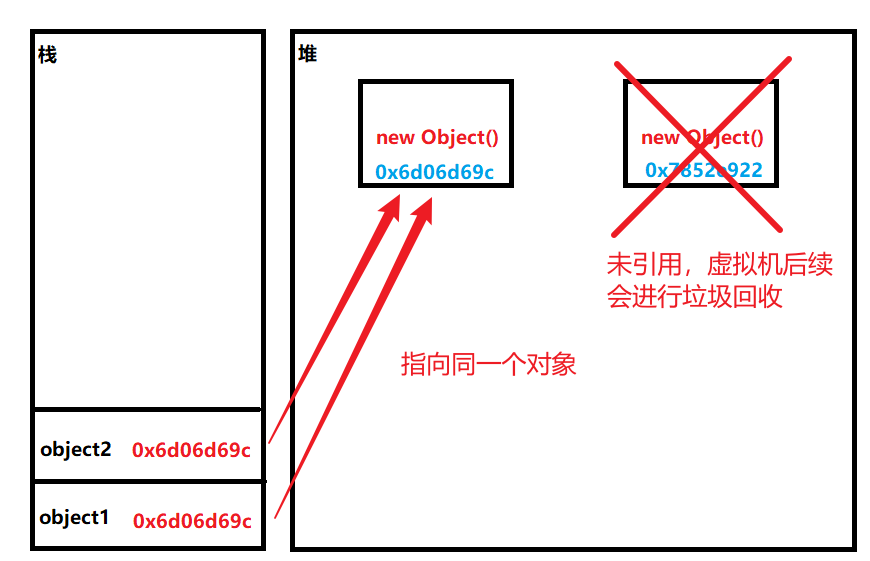 栈
堆
new Object()
0x6d06d69c
new Object()
0x7852e922
未引用，虚拟机后续
会进行垃圾回收
指向同一个对象
object2 0x6d06d69c
object1 0x6d06d69c